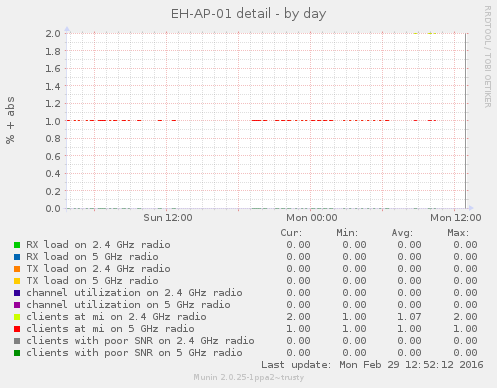 EH-AP-01 detail - by day
RRDTOOL / TOBI OETIKER
% + abs
2.0
1.8
1.6
1.4
1.2
1.0
0.8
0.6
0.4
0.2
0.0
Sun 12:00 Mon 00:00 Mon 12:00
Cur: Min: Avg: Max:
RX load on 2.4 GHz radio 0.00 0.00 0.00 0.00
RX load on 5 GHz radio 0.00 0.00 0.00 0.00
TX load on 2.4 GHz radio 0.00 0.00 0.00 0.00
TX load on 5 GHz radio 0.00 0.00 0.00 0.00
channel utilization on 2.4 GHz radio 0.00 0.00 0.00 0.00
channel utilization on 5 GHz radio 0.00 0.00 0.00 0.00
clients at mi on 2.4 GHz radio 2.00 1.00 1.07 2.00
clients at mi on 5 GHz radio 1.00 1.00 1.00 1.00
clients with poor SNR on 2.4 GHz radio 0.00 0.00 0.00 0.00
clients with poor SNR on 5 GHz radio 0.00 0.00 0.00 0.00
Last update: Mon Feb 29 12:52:12 2016
Munin 2.0.25-1ppa2~trusty